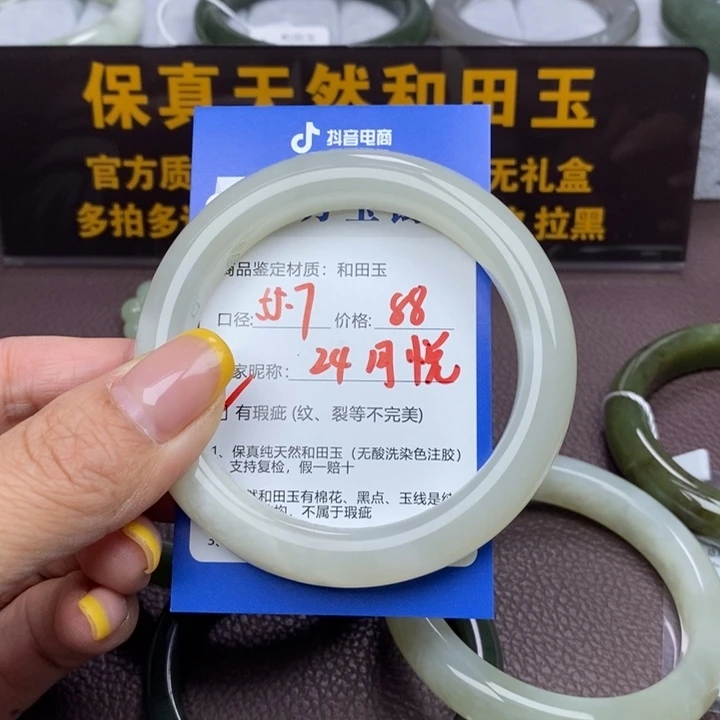 保真天然和田玉
官方质 无礼盒
多拍多 拉黑
抖音电商
商品鉴定材质：和田玉
口径: 55.7 价格: 88
家昵称: 24月悦
有瑕疵 (纹、裂等不完美)
1、保真纯天然和田玉（无酸洗染色注胶）
支持复检，假一赔十
然和田玉有棉花、黑点、玉线是
，不属于瑕疵